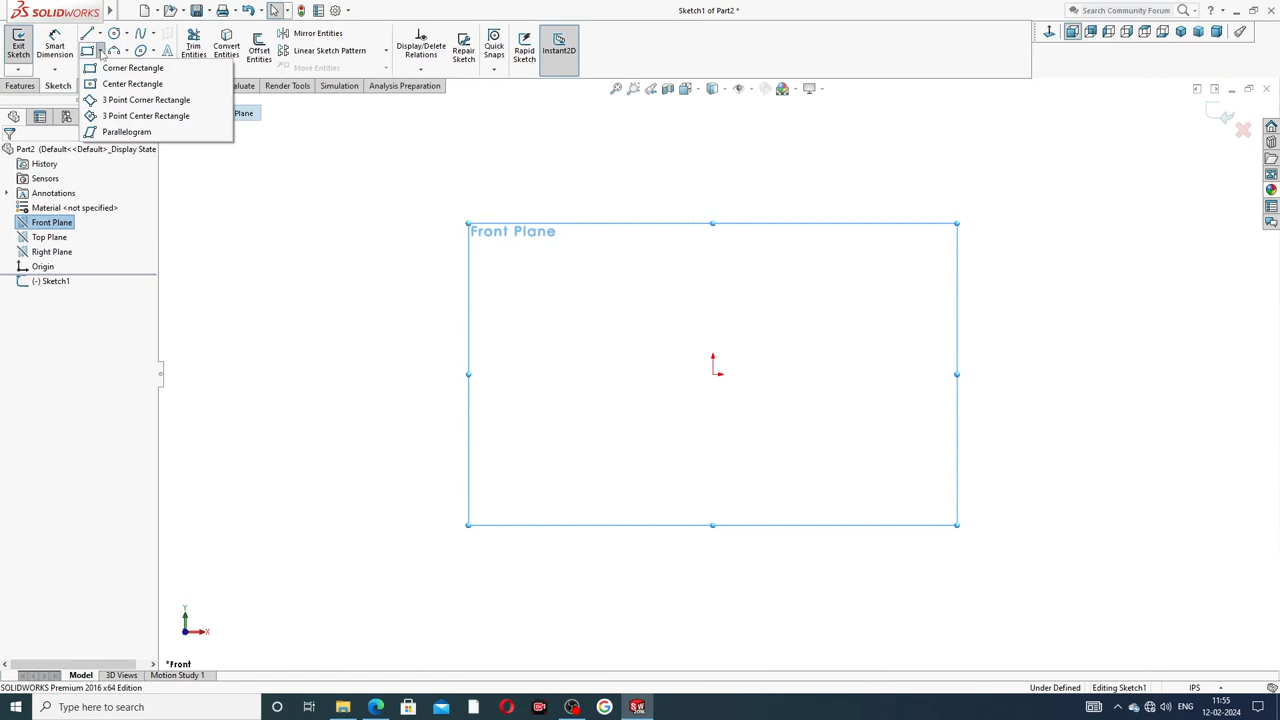 SOLIDWORKS
Sketch1 of Part2 *
Search Community Forum
Exit Sketch
Smart Dimension
Trim Entities
Convert Entities
Offset Entities
Mirror Entities
Linear Sketch Pattern
Move Entities
Display/Delete Relations
Repair Sketch
Quick Snaps
Rapid Sketch
Instant2D
Corner Rectangle
Center Rectangle
3 Point Corner Rectangle
3 Point Center Rectangle
Parallelogram
Features
Sketch
luate
Render Tools
Simulation
Analysis Preparation
Plane
Part2 (Default<<Default>_Display State
History
Sensors
Annotations
Material <not specified>
Front Plane
Top Plane
Right Plane
Origin
(-) Sketch1
Front Plane
Y
X
*Front
Model
3D Views
Motion Study 1
SOLIDWORKS Premium 2016 x64 Edition
Under Defined
Editing Sketch1
IPS
Type here to search
ENG
11:55
12-02-2024